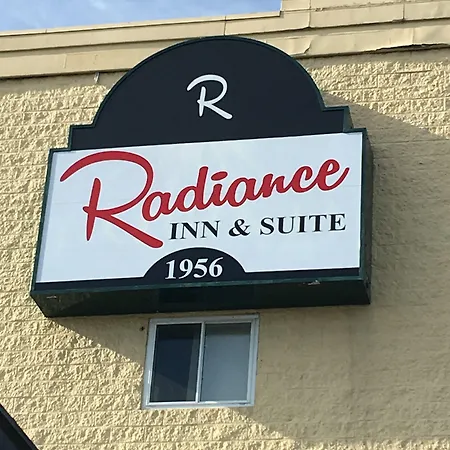 R
Radiance
INN & SUITE
1956